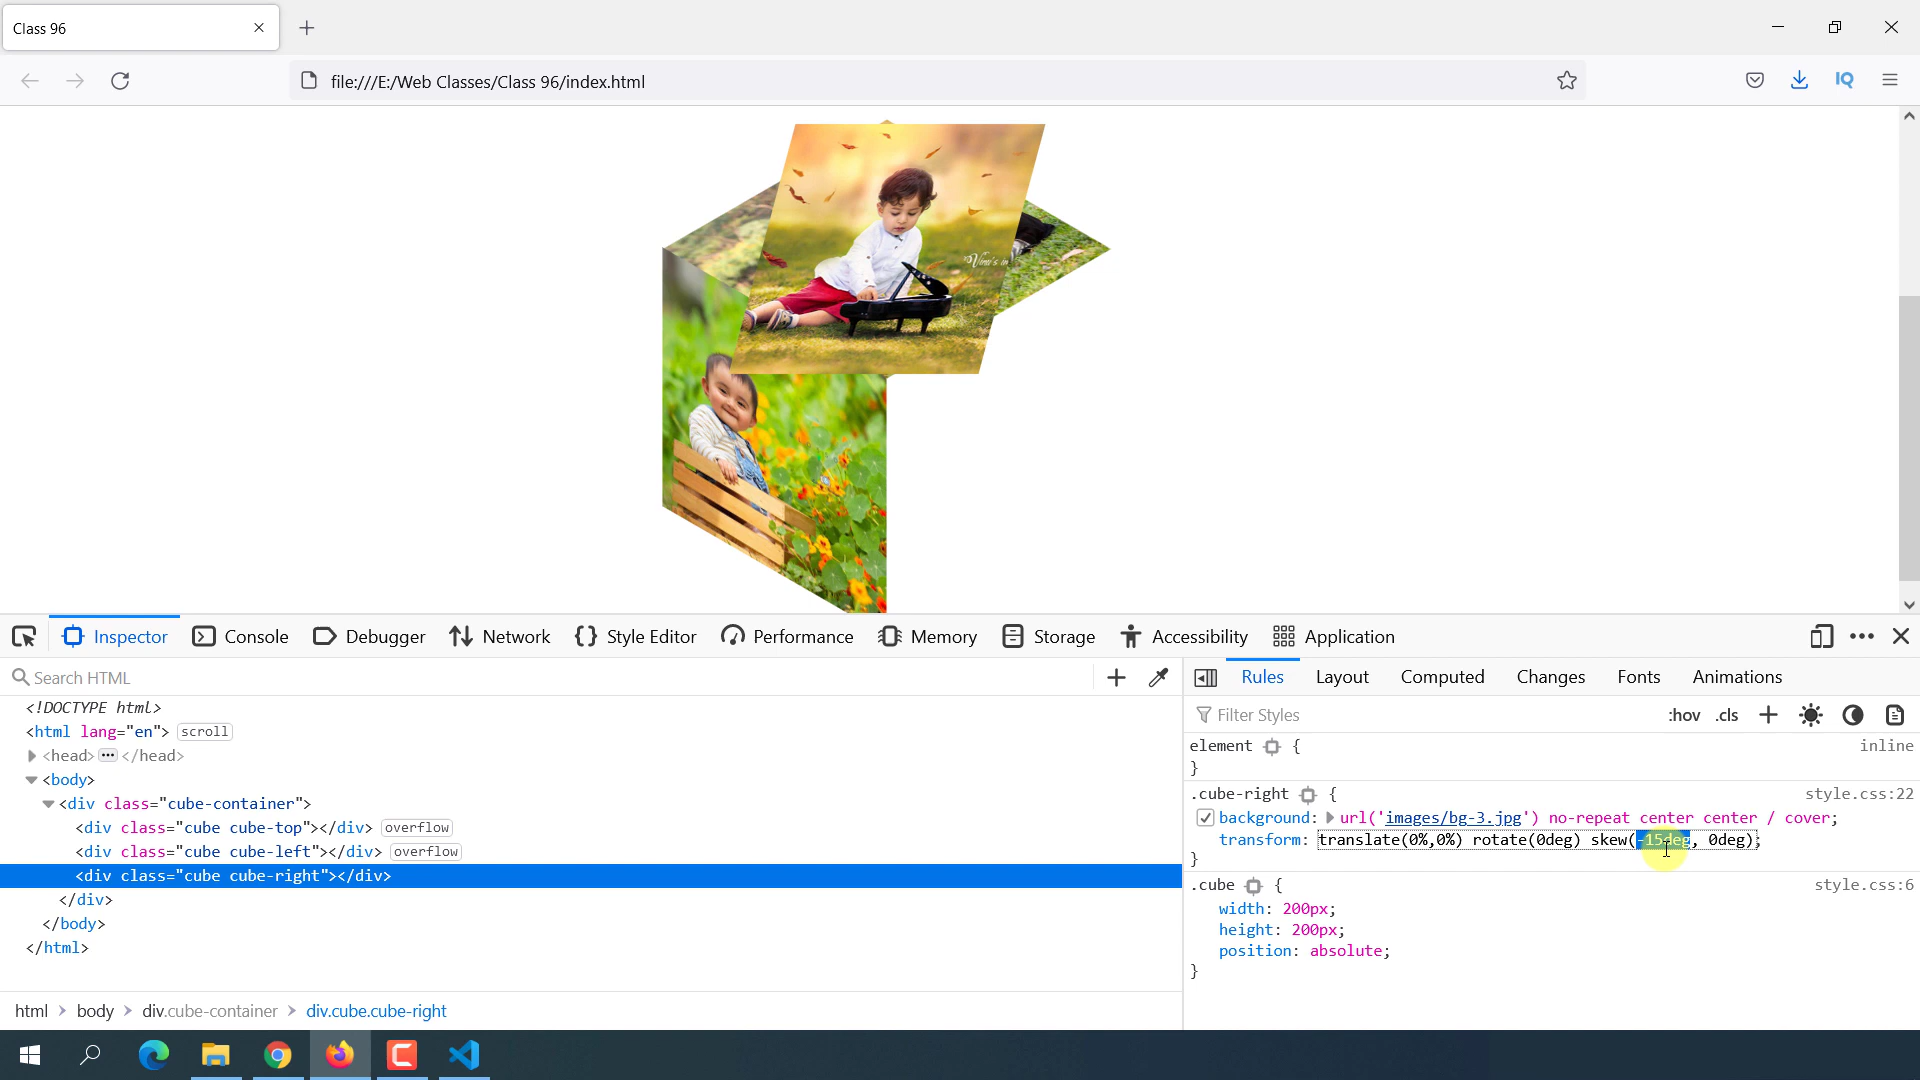 Class 96
file:///E:/Web Classes/Class 96/index.html
IQ
Inspector Console Debugger Network Style Editor Performance Memory Storage Accessibility Application
Search HTML
Rules Layout Computed Changes Fonts Animations
Filter Styles
:hov .cls
<!DOCTYPE html>
<html lang="en"> scroll
<head> ••• </head>
<body>
<div class="cube-container">
<div class="cube cube-top"></div> overflow
<div class="cube cube-left"></div> overflow
<div class="cube cube-right"></div>
</div>
</body>
</html>
html > body > div.cube-container > div.cube.cube-right
element { inline
}
.cube-right { style.css:22
background: url('images/bg-3.jpg') no-repeat center center / cover;
transform: translate(0%,0%) rotate(0deg) skew(-15deg, 0deg);
}
.cube { style.css:6
width: 200px;
height: 200px;
position: absolute;
}